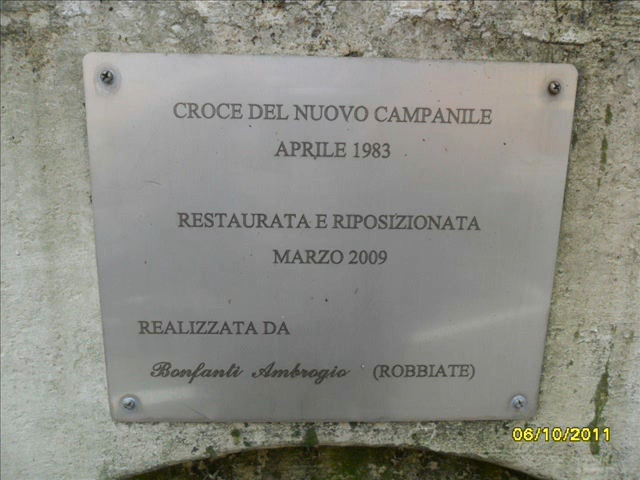 CROCE DEL NUOVO CAMPANILE
APRILE 1983
RESTAURATA E RIPOSIZIONATA
MARZO 2009
REALIZZATA DA
Bonfanti Ambrogio (ROBBIATE)
06/10/2011